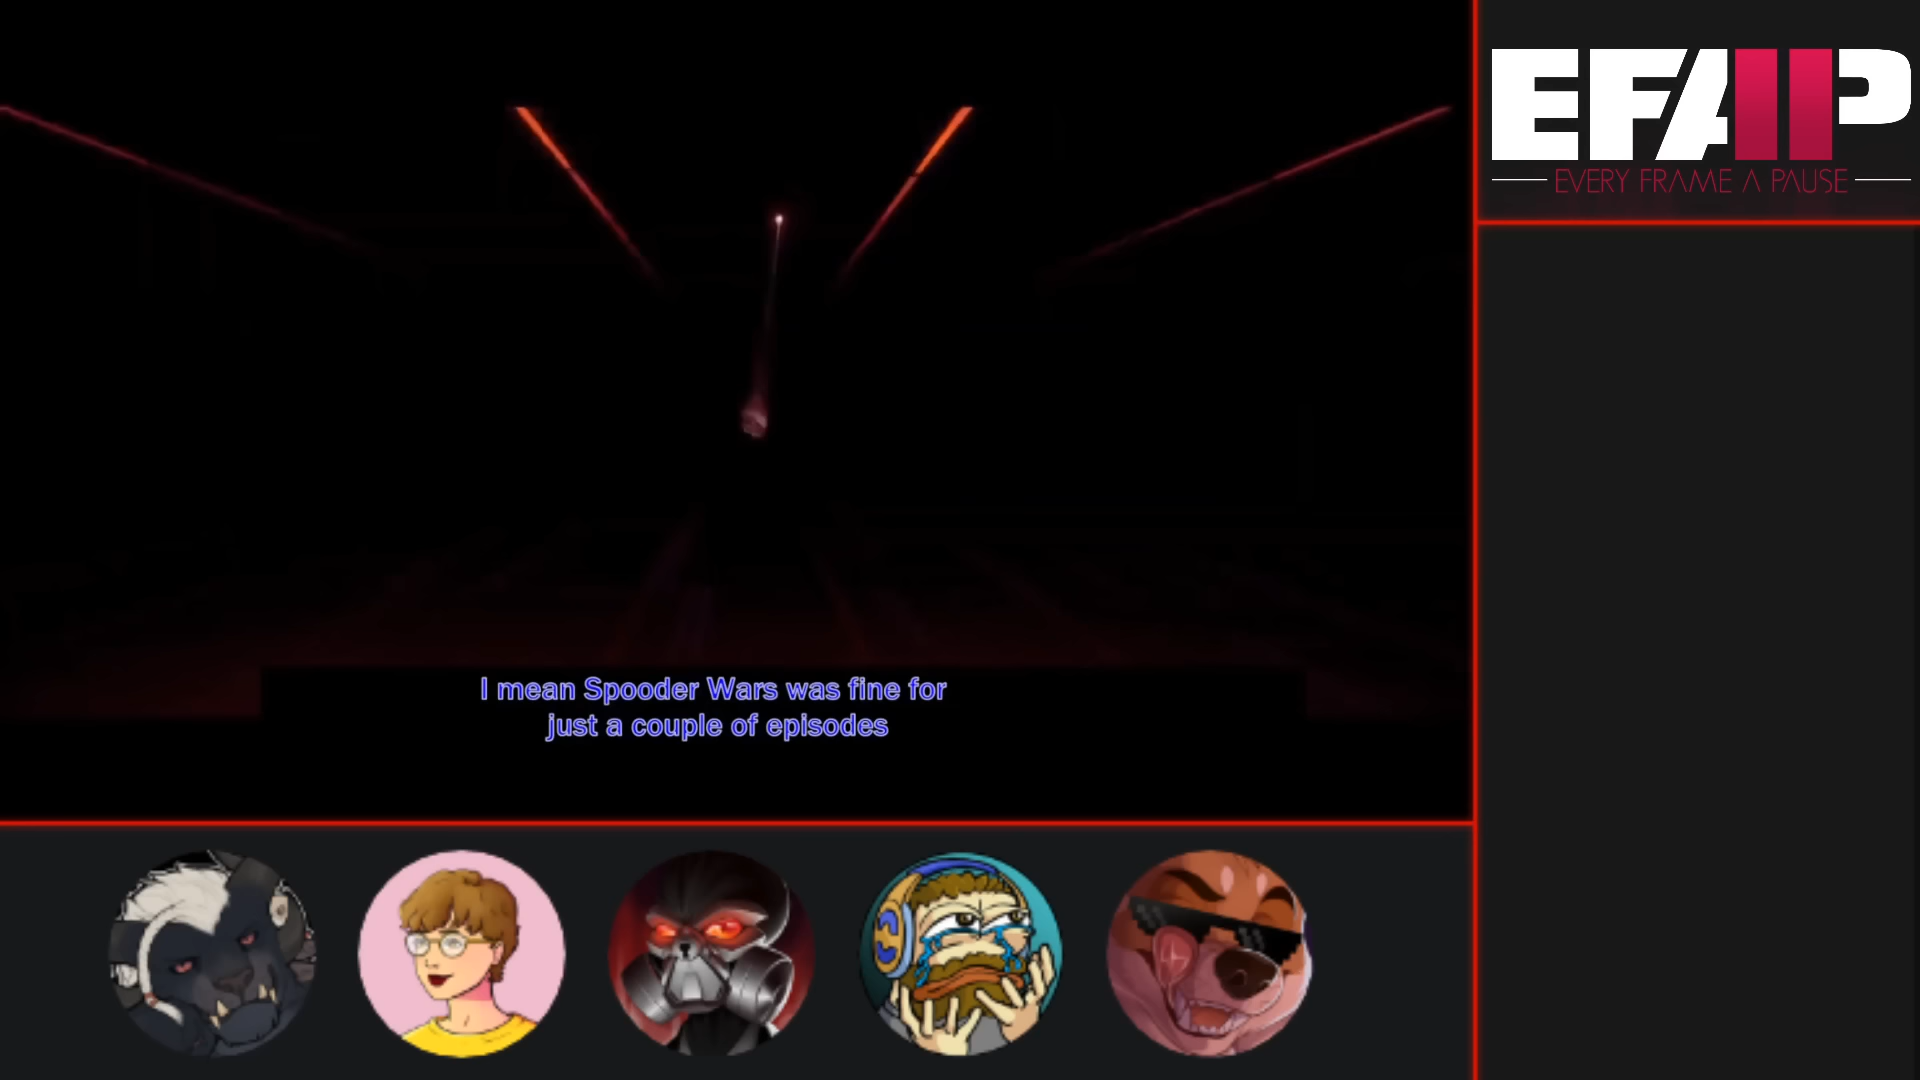 EFAP
EVERY FRAME A PAUSE
I mean Spooder Wars was fine for
just a couple of episodes